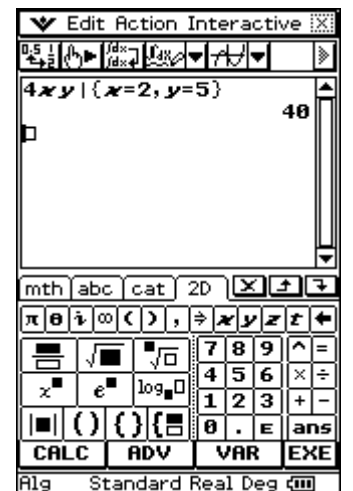 Edit Action Interactive
4xy|{x=2, y=5}
40
mth abc cat 2D
π θ i ∞ ( ) , ⇒ x y z t ←
√■ ■√□ 7 8 9 ^ =
x■ e■ log■□ 4 5 6 × ÷
1 2 3 + −
|■| () {} {■ 0 . E ans
CALC ADV VAR EXE
Alg Standard Real Deg